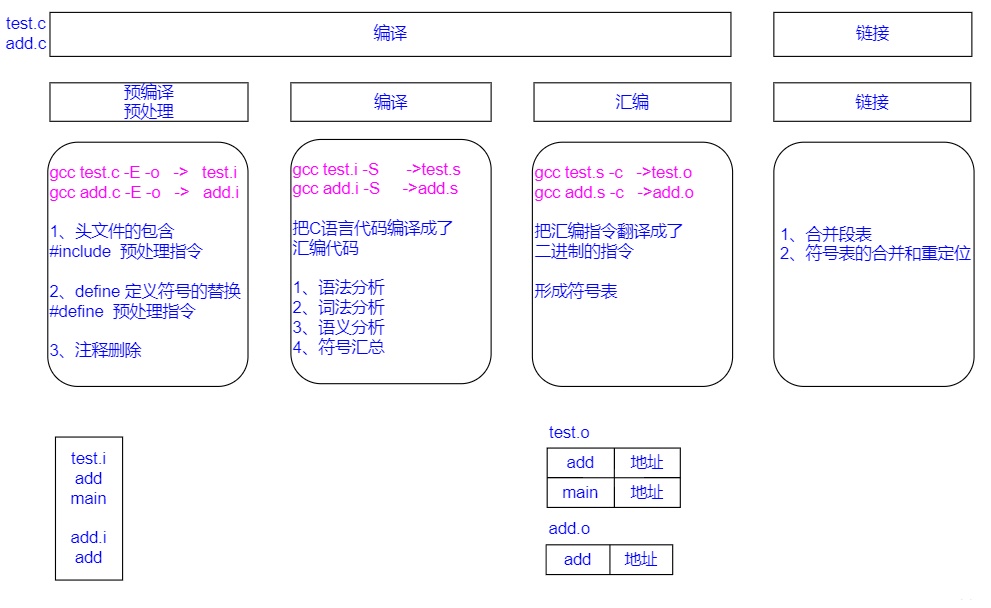 test.c
add.c
编译
链接
预编译
预处理
编译
汇编
链接
gcc test.c -E -o -> test.i
gcc add.c -E -o -> add.i
1、头文件的包含
#include 预处理指令
2、define 定义符号的替换
#define 预处理指令
3、注释删除
gcc test.i -S ->test.s
gcc add.i -S ->add.s
把C语言代码编译成了
汇编代码
1、语法分析
2、词法分析
3、语义分析
4、符号汇总
gcc test.s -c ->test.o
gcc add.s -c ->add.o
把汇编指令翻译成了
二进制的指令
形成符号表
1、合并段表
2、符号表的合并和重定位
test.i
add
main
add.i
add
test.o
add 地址
main 地址
add.o
add 地址